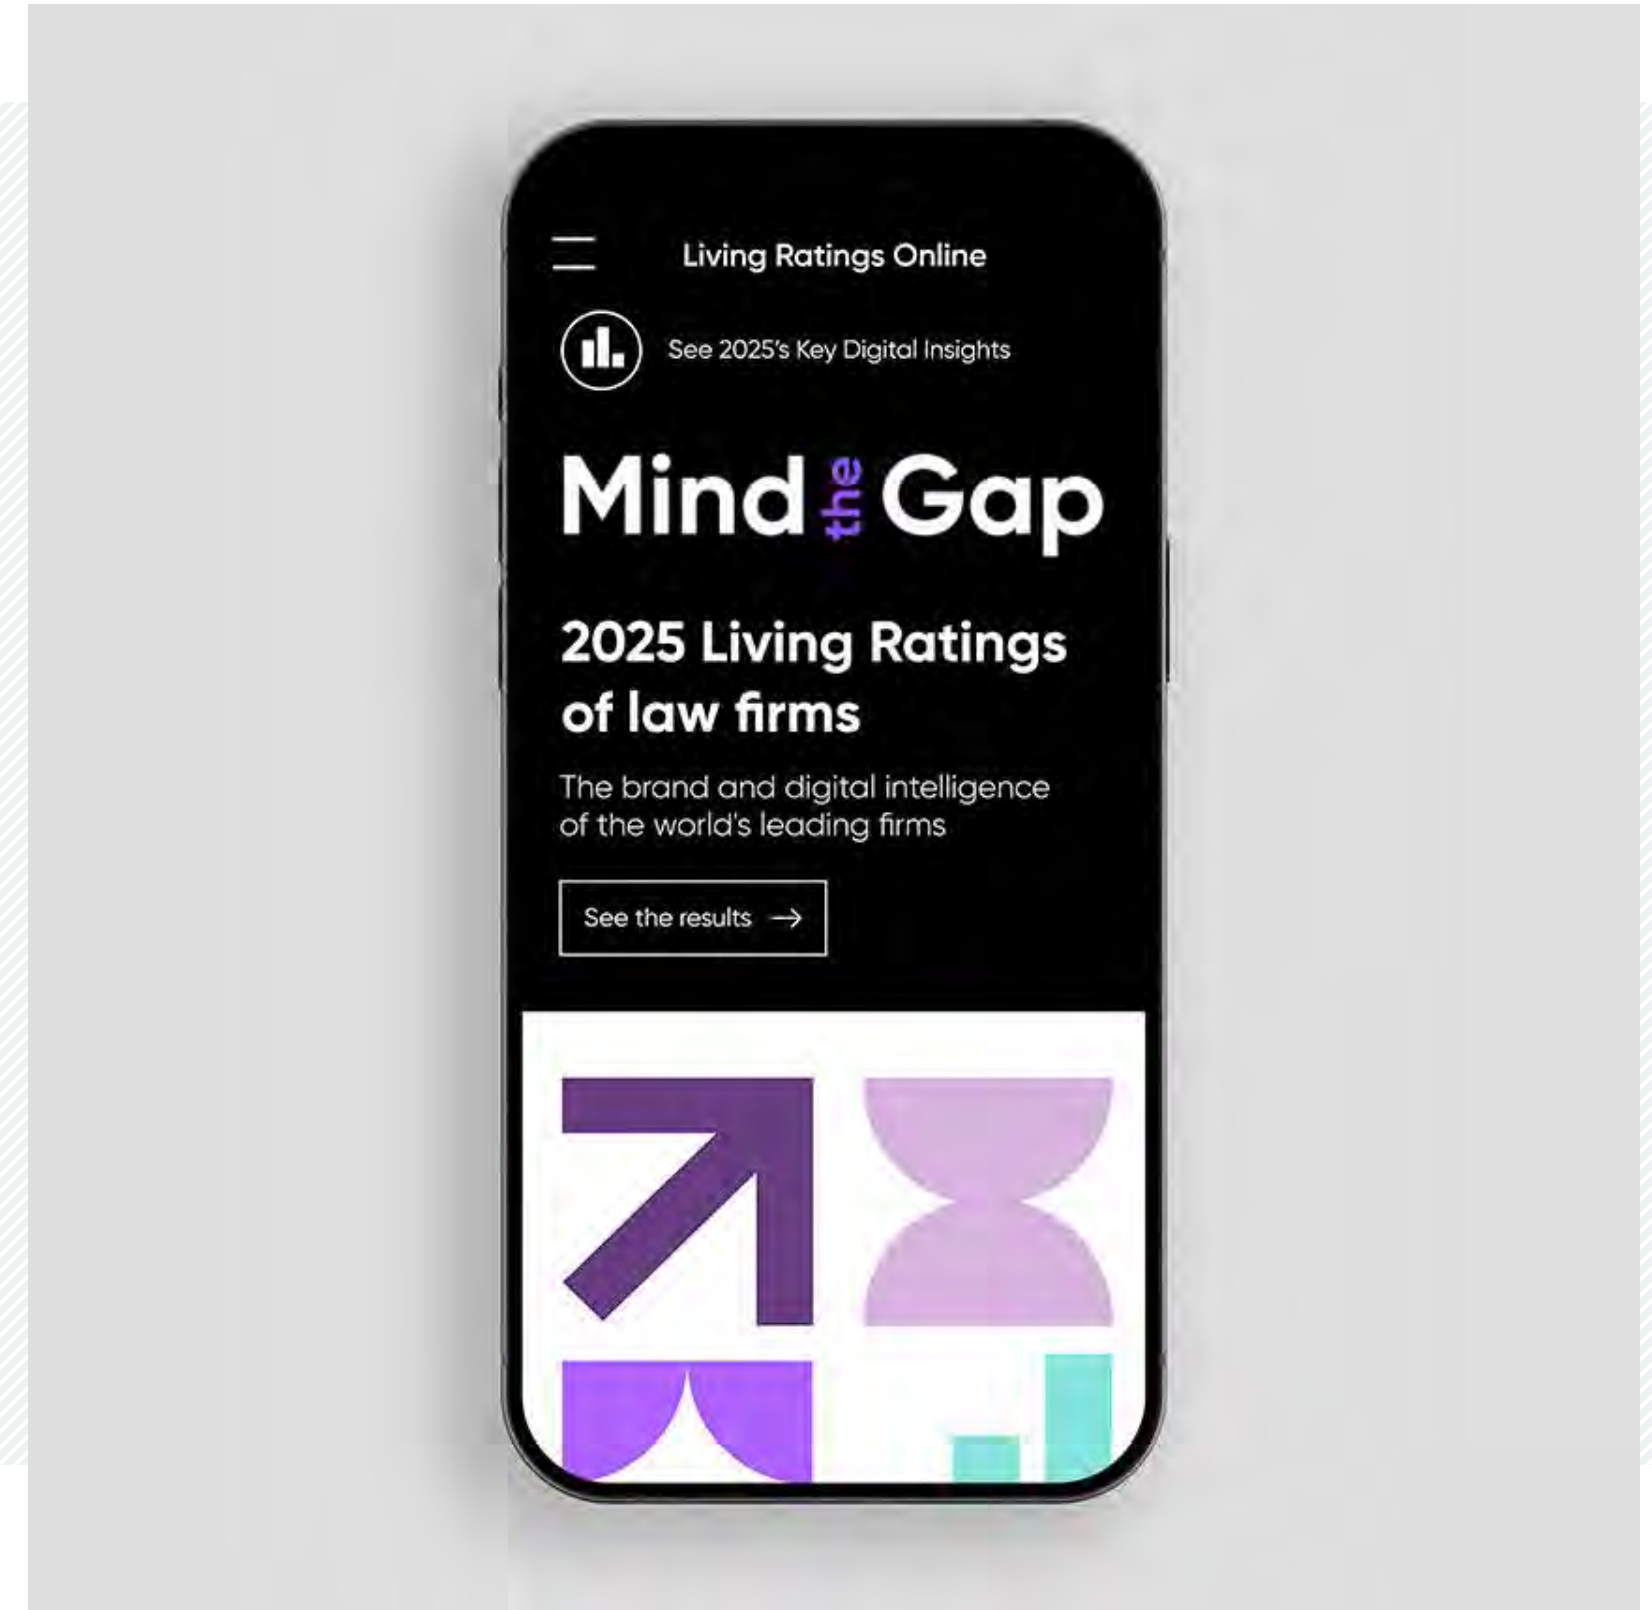 Living Ratings Online
See 2025's Key Digital Insights
Mind the Gap
2025 Living Ratings
of law firms
The brand and digital intelligence
of the world's leading firms
See the results →